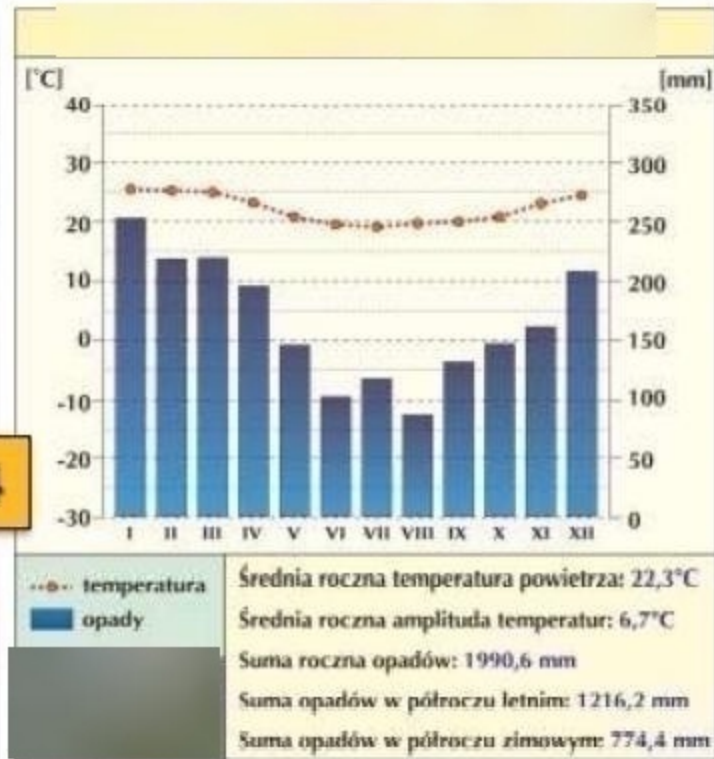 [°C] [mm]
40 350
30 300
20 250
10 200
0 150
-10 100
-20 50
-30 0
I II III IV V VI VII VIII IX X XI XII
temperatura
opady
Średnia roczna temperatura powietrza: 22,3°C
Średnia roczna amplituda temperatur: 6,7°C
Suma roczna opadów: 1990,6 mm
Suma opadów w półroczu letnim: 1216,2 mm
Suma opadów w półroczu zimowym: 774,4 mm